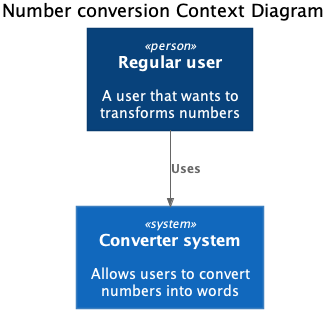 Number conversion Context Diagram
«person»
Regular user
A user that wants to
transforms numbers
Uses
«system»
Converter system
Allows users to convert
numbers into words